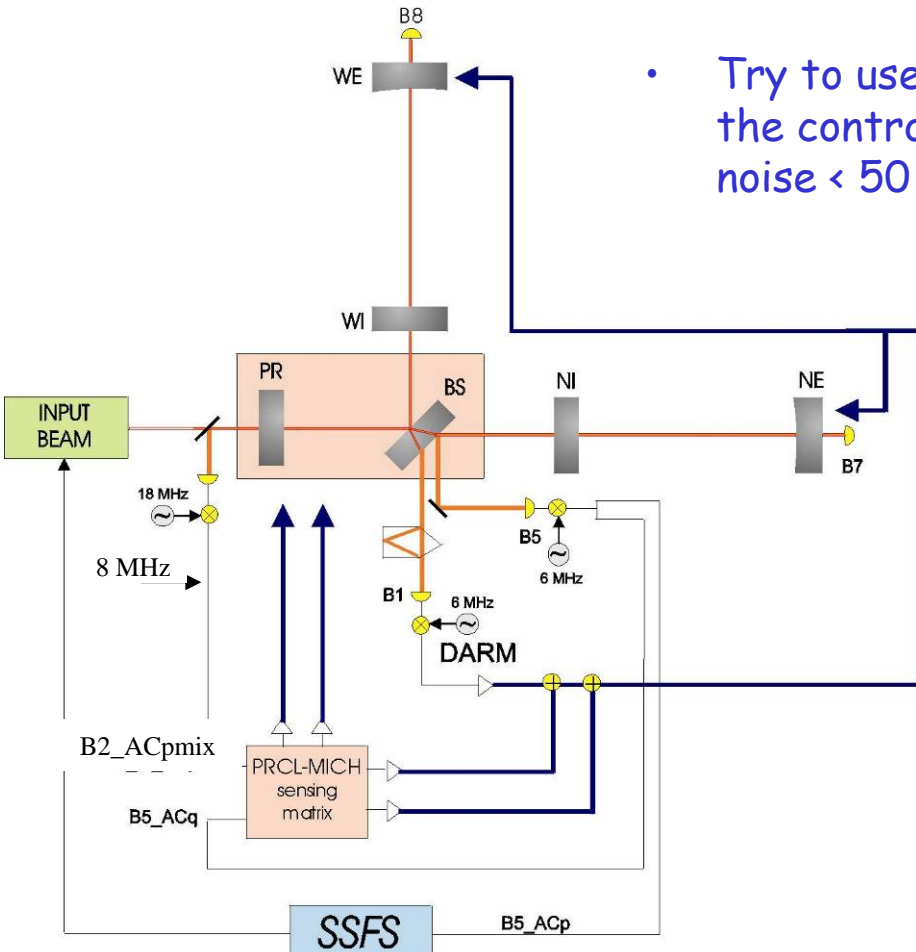 B8
WE
• Try to use
the contro
noise < 50
WI
PR
BS
NI
NE
INPUT
BEAM
B7
18 MHz
B5
6 MHz
8 MHz
B1
6 MHz
DARM
B2_ACpmix
PRCL-MICH
sensing
matrix
B5_ACq
SSFS
B5_ACp